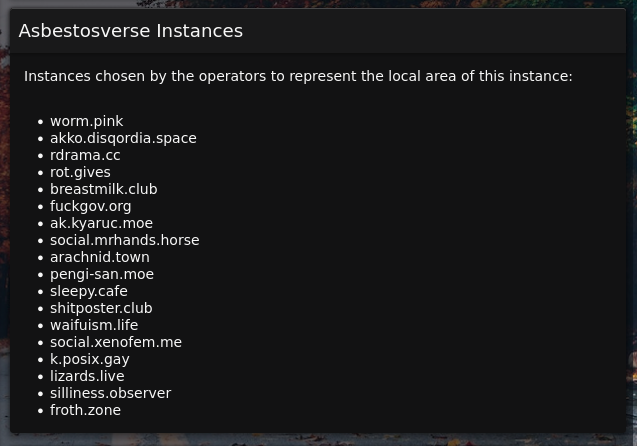 Asbestosverse Instances
Instances chosen by the operators to represent the local area of this instance:
• worm.pink
• akko.disqordia.space
• rdrama.cc
• rot.gives
• breastmilk.club
• fuckgov.org
• ak.kyaruc.moe
• social.mrhands.horse
• arachnid.town
• pengi-san.moe
• sleepy.cafe
• shitposter.club
• waifuism.life
• social.xenofem.me
• k.posix.gay
• lizards.live
• silliness.observer
• froth.zone